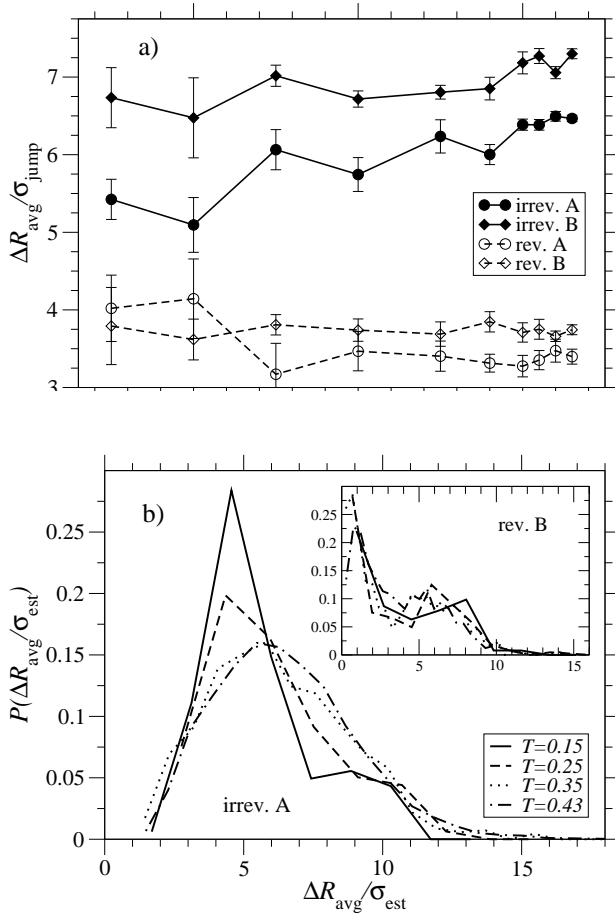 a)
7
6
5
4
3
ΔR_avg/σ_jump
irrev. A
irrev. B
rev. A
rev. B
b)
0.25
0.2
0.15
0.1
0.05
0
P(ΔR_avg/σ_est)
rev. B
0.25
0.2
0.15
0.1
0.05
0
0 5 10 15
irrev. A
T=0.15
T=0.25
T=0.35
T=0.43
0 5 10 15
ΔR_avg/σ_est